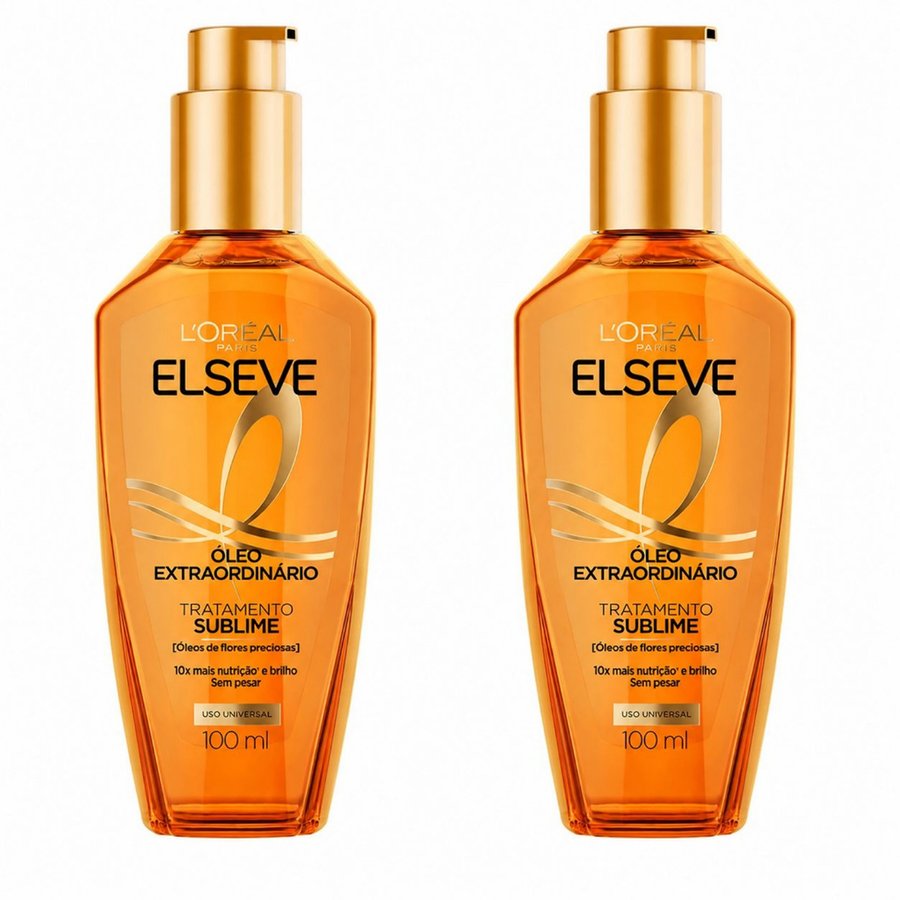 L'ORÉAL
PARIS
ELSEVE
ÓLEO
EXTRAORDINÁRIO
TRATAMENTO
SUBLIME
[Óleos de flores preciosas]
10x mais nutrição¹ e brilho
Sem pesar
USO UNIVERSAL
100 ml
L'ORÉAL
PARIS
ELSEVE
ÓLEO
EXTRAORDINÁRIO
TRATAMENTO
SUBLIME
[Óleos de flores preciosas]
10x mais nutrição¹ e brilho
Sem pesar
USO UNIVERSAL
100 ml